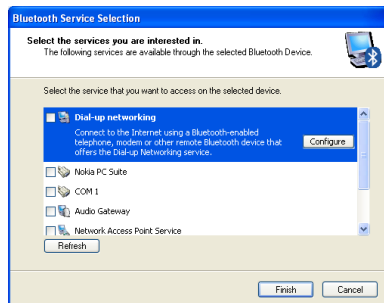 Bluetooth Service Selection
Select the services you are interested in.
The following services are available through the selected Bluetooth Device.
Select the service that you want to access on the selected device.
Dial-up networking
Connect to the Internet using a Bluetooth-enabled
telephone, modem or other remote Bluetooth device that
offers the Dial-up Networking service.
Configure
Nokia PC Suite
COM 1
Audio Gateway
Network Access Point Service
Refresh
Finish
Cancel